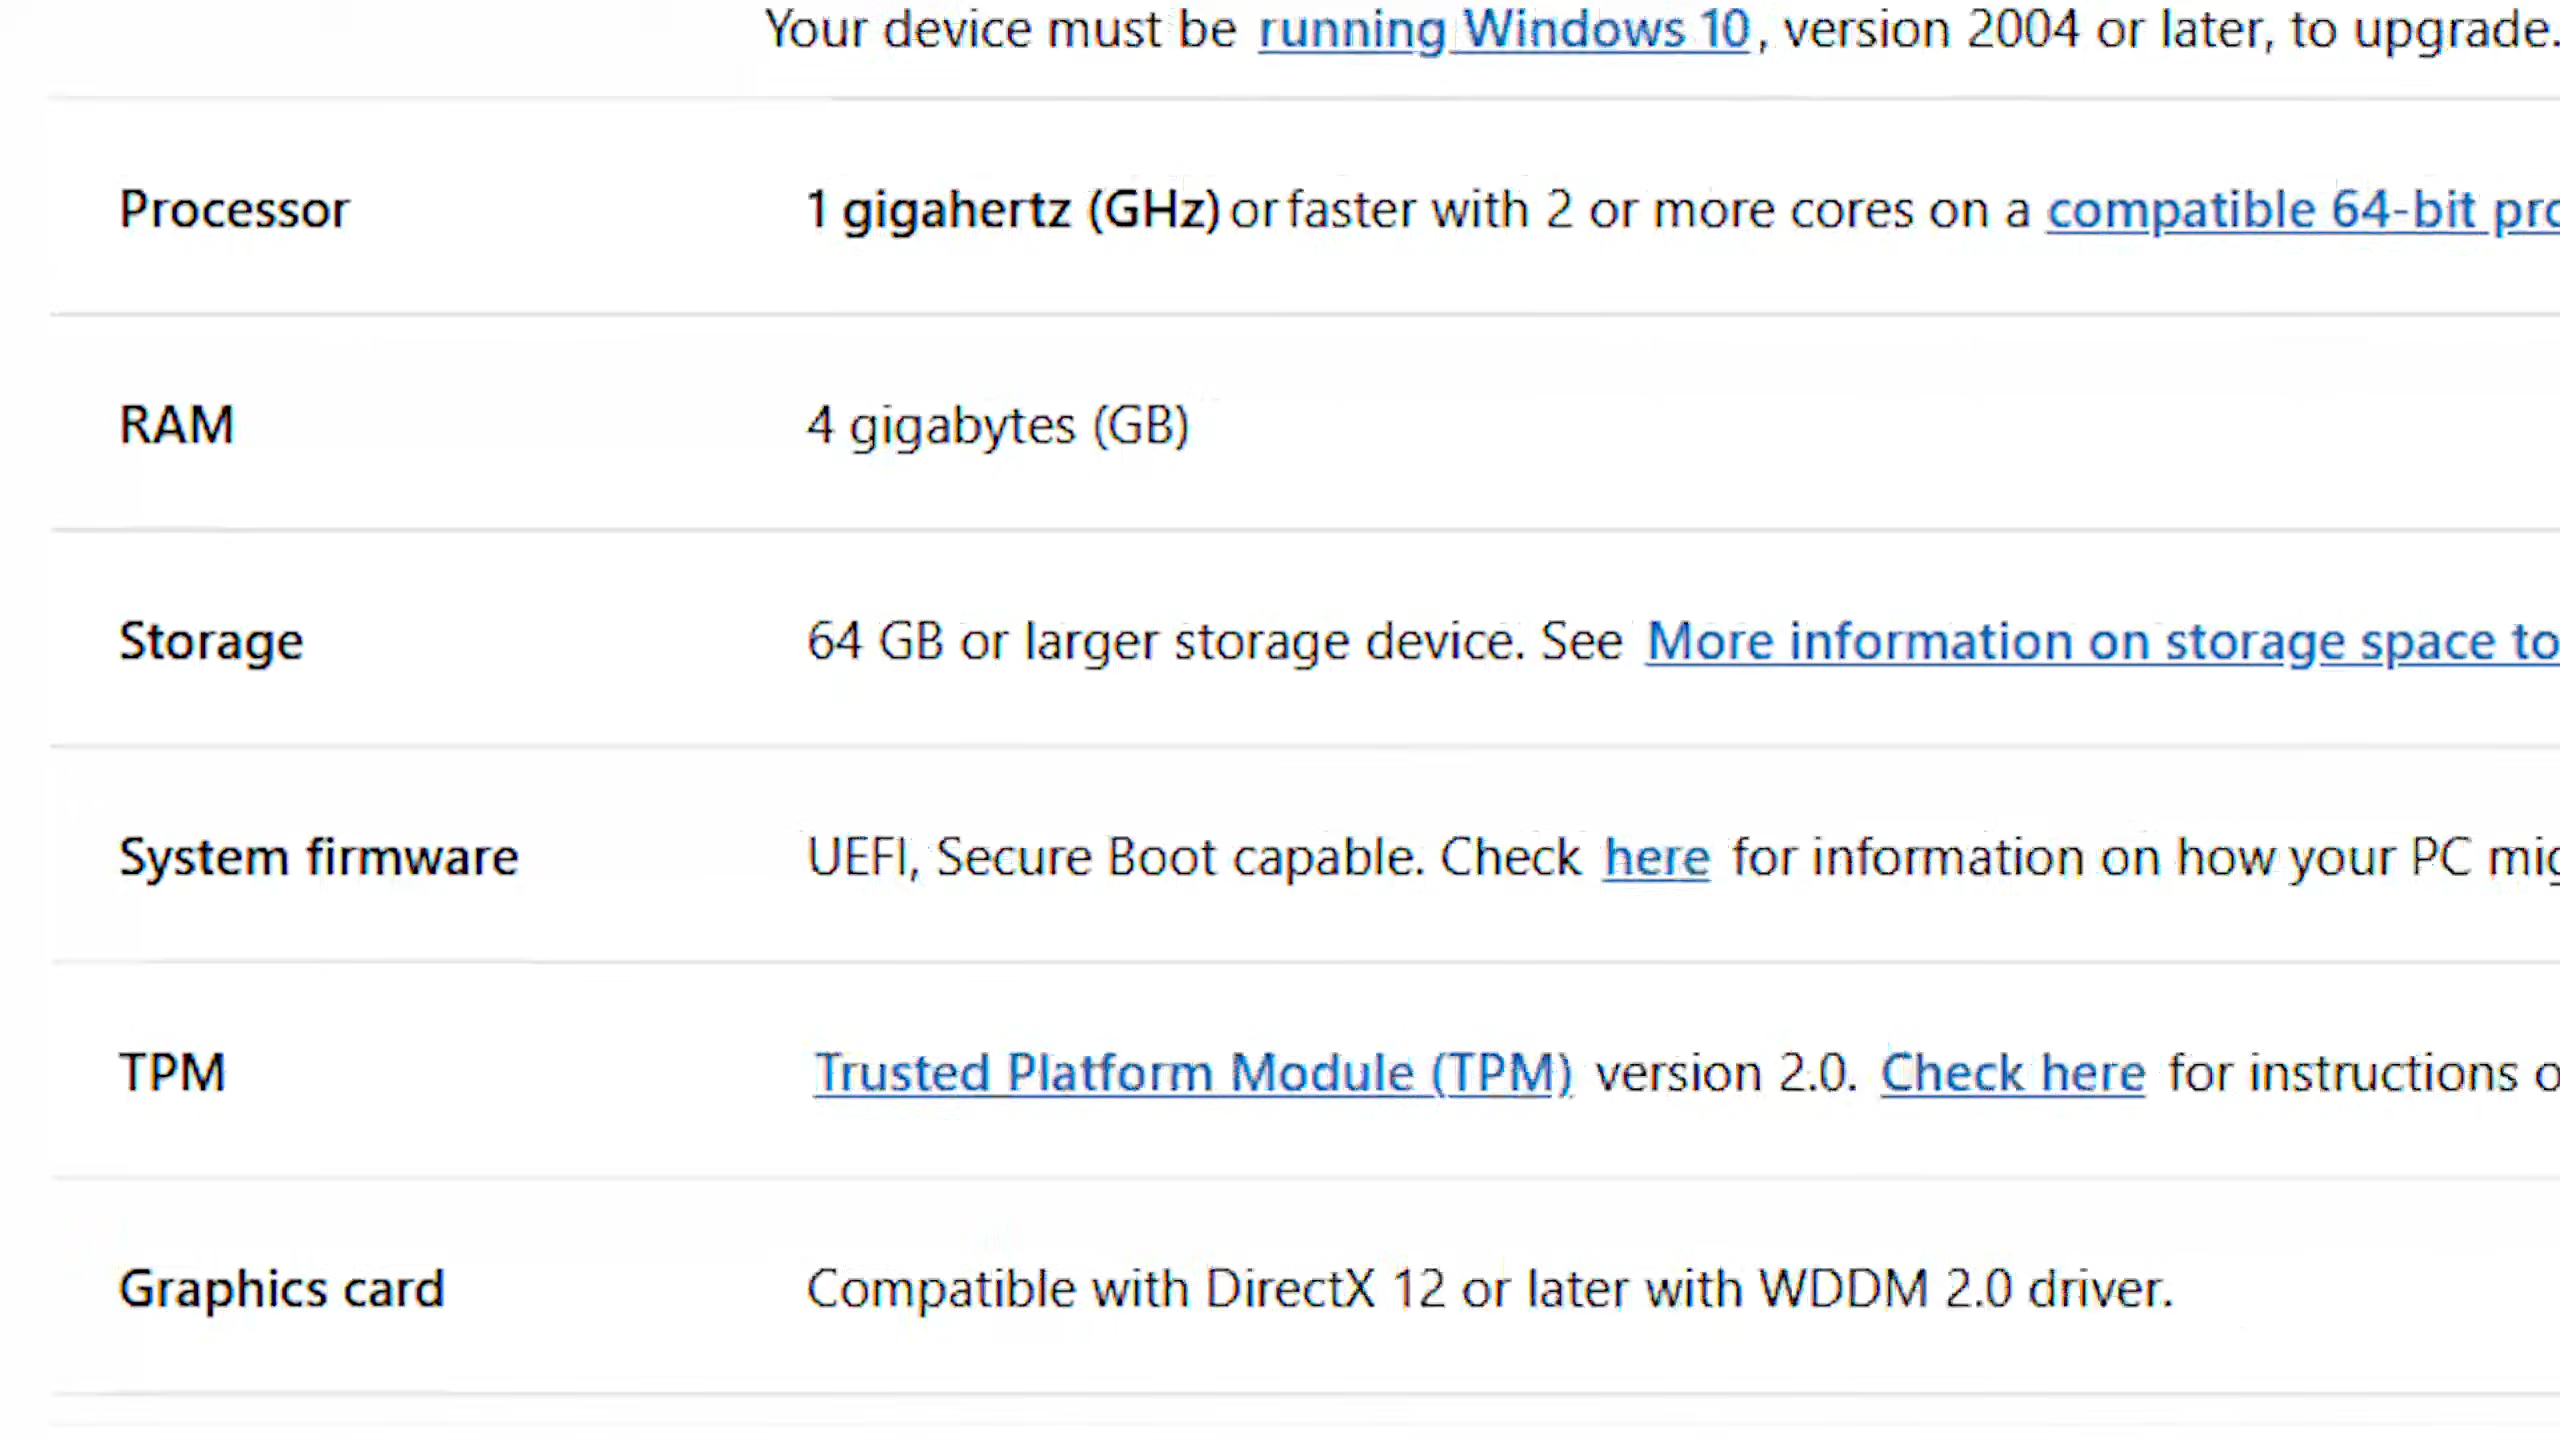 Your device must be running Windows 10, version 2004 or later, to upgrade.
Processor 1 gigahertz (GHz) or faster with 2 or more cores on a compatible 64-bit
RAM 4 gigabytes (GB)
Storage 64 GB or larger storage device. See More information on storage space to
System firmware UEFI, Secure Boot capable. Check here for information on how your PC
TPM Trusted Platform Module (TPM) version 2.0. Check here for instructions
Graphics card Compatible with DirectX 12 or later with WDDM 2.0 driver.